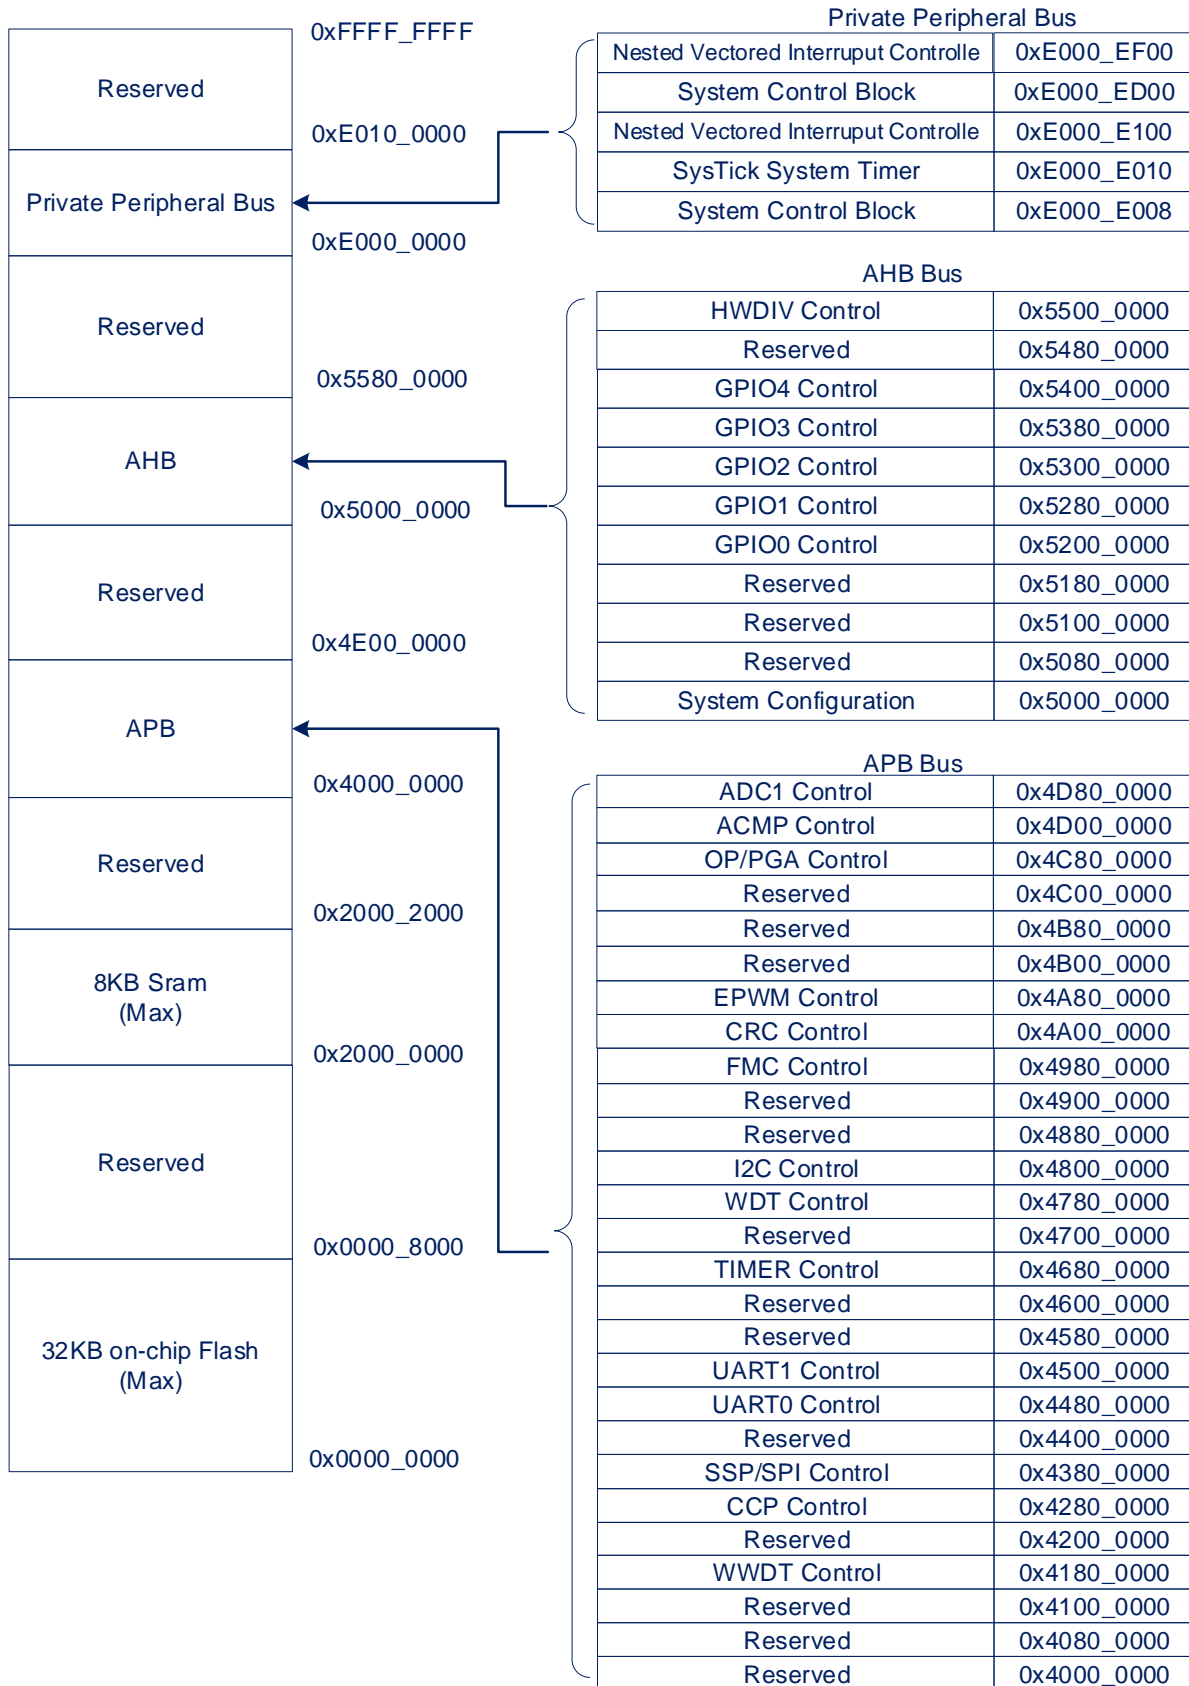 0xFFFF_FFFF
Reserved
0xE010_0000
Private Peripheral Bus
0xE000_0000
Reserved
0x5580_0000
AHB
0x5000_0000
Reserved
0x4E00_0000
APB
0x4000_0000
Reserved
0x2000_2000
8KB Sram
(Max)
0x2000_0000
Reserved
0x0000_8000
32KB on-chip Flash
(Max)
0x0000_0000
Private Peripheral Bus
Nested Vectored Interruput Controlle 0xE000_EF00
System Control Block 0xE000_ED00
Nested Vectored Interruput Controlle 0xE000_E100
SysTick System Timer 0xE000_E010
System Control Block 0xE000_E008
AHB Bus
HWDIV Control 0x5500_0000
Reserved 0x5480_0000
GPIO4 Control 0x5400_0000
GPIO3 Control 0x5380_0000
GPIO2 Control 0x5300_0000
GPIO1 Control 0x5280_0000
GPIO0 Control 0x5200_0000
Reserved 0x5180_0000
Reserved 0x5100_0000
Reserved 0x5080_0000
System Configuration 0x5000_0000
APB Bus
ADC1 Control 0x4D80_0000
ACMP Control 0x4D00_0000
OP/PGA Control 0x4C80_0000
Reserved 0x4C00_0000
Reserved 0x4B80_0000
Reserved 0x4B00_0000
EPWM Control 0x4A80_0000
CRC Control 0x4A00_0000
FMC Control 0x4980_0000
Reserved 0x4900_0000
Reserved 0x4880_0000
I2C Control 0x4800_0000
WDT Control 0x4780_0000
Reserved 0x4700_0000
TIMER Control 0x4680_0000
Reserved 0x4600_0000
Reserved 0x4580_0000
UART1 Control 0x4500_0000
UART0 Control 0x4480_0000
Reserved 0x4400_0000
SSP/SPI Control 0x4380_0000
CCP Control 0x4280_0000
Reserved 0x4200_0000
WWDT Control 0x4180_0000
Reserved 0x4100_0000
Reserved 0x4080_0000
Reserved 0x4000_0000